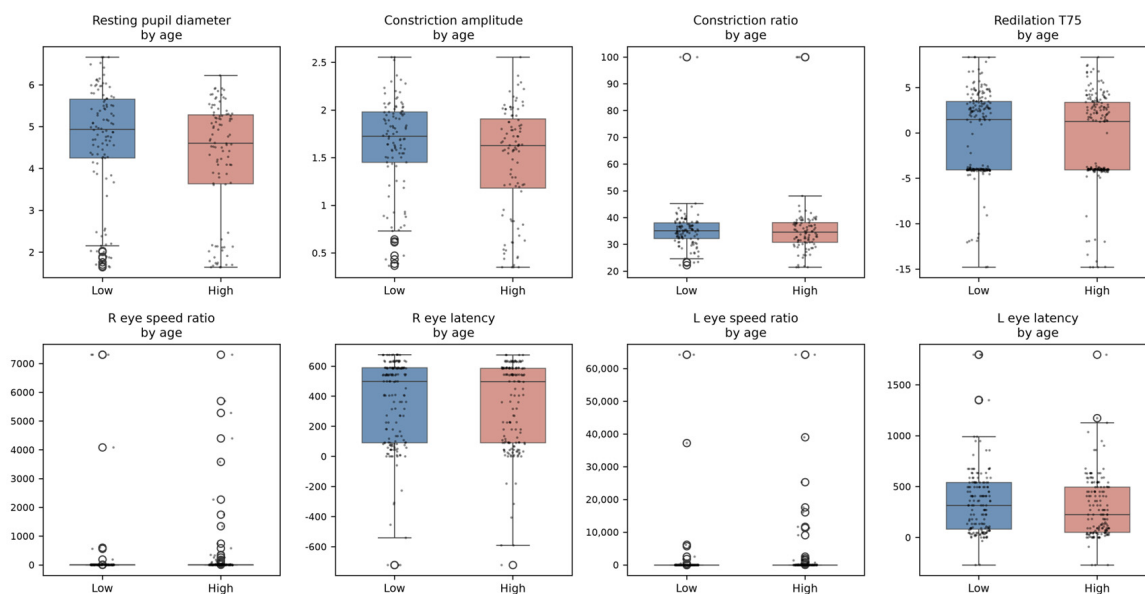 Resting pupil diameter
by age
6
5
4
3
2
Low
High
Constriction amplitude
by age
2.5
2
1.5
1
0.5
Low
High
Constriction ratio
by age
100
90
80
70
60
50
40
30
20
Low
High
Redilation T75
by age
5
0
-5
-10
-15
Low
High
R eye speed ratio
by age
7000
6000
5000
4000
3000
2000
1000
0
Low
High
R eye latency
by age
600
400
200
0
-200
-400
-600
Low
High
L eye speed ratio
by age
60,000
50,000
40,000
30,000
20,000
10,000
0
Low
High
L eye latency
by age
1500
1000
500
0
Low
High